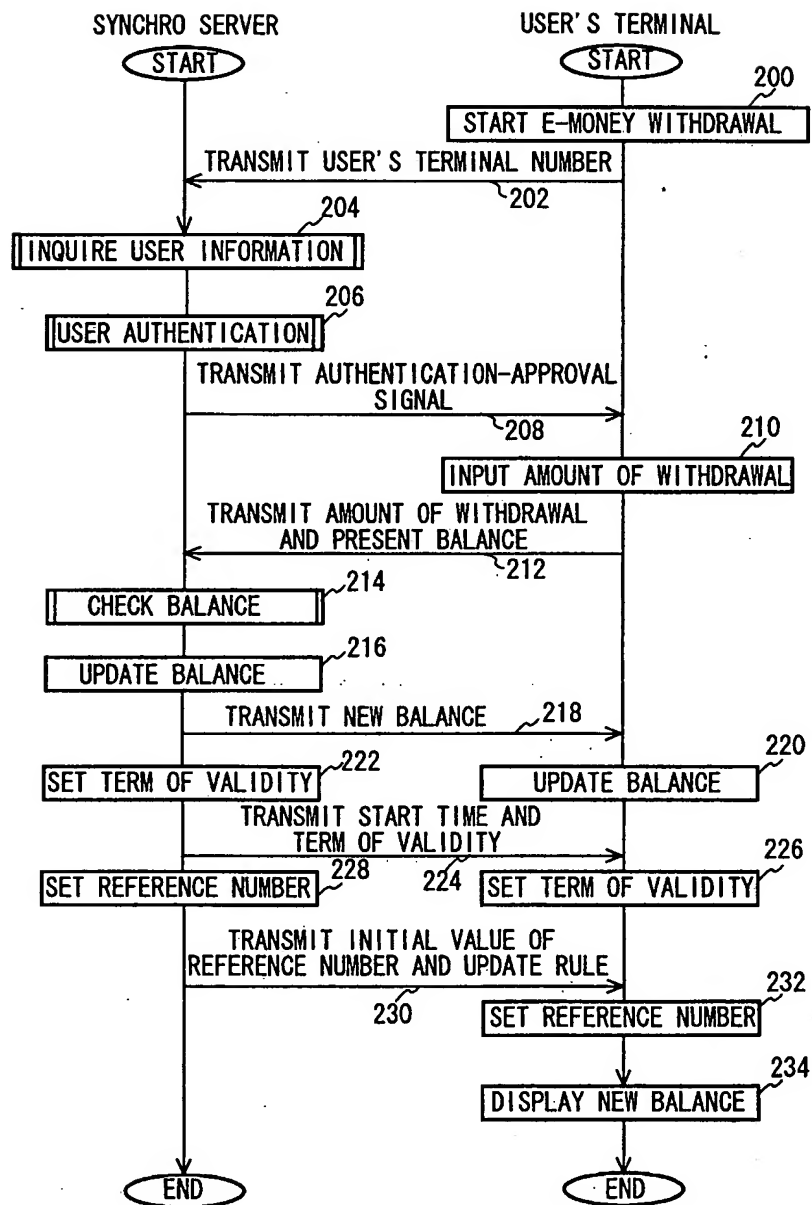 SYNCHRO SERVER
USER'S TERMINAL
START
START
200
START E-MONEY WITHDRAWAL
TRANSMIT USER'S TERMINAL NUMBER
202
204
INQUIRE USER INFORMATION
206
USER AUTHENTICATION
TRANSMIT AUTHENTICATION-APPROVAL
SIGNAL
208
210
INPUT AMOUNT OF WITHDRAWAL
TRANSMIT AMOUNT OF WITHDRAWAL
AND PRESENT BALANCE
212
214
CHECK BALANCE
216
UPDATE BALANCE
TRANSMIT NEW BALANCE
218
220
222
SET TERM OF VALIDITY
UPDATE BALANCE
TRANSMIT START TIME AND
TERM OF VALIDITY
224
226
228
SET REFERENCE NUMBER
SET TERM OF VALIDITY
TRANSMIT INITIAL VALUE OF
REFERENCE NUMBER AND UPDATE RULE
230
232
SET REFERENCE NUMBER
234
DISPLAY NEW BALANCE
END
END